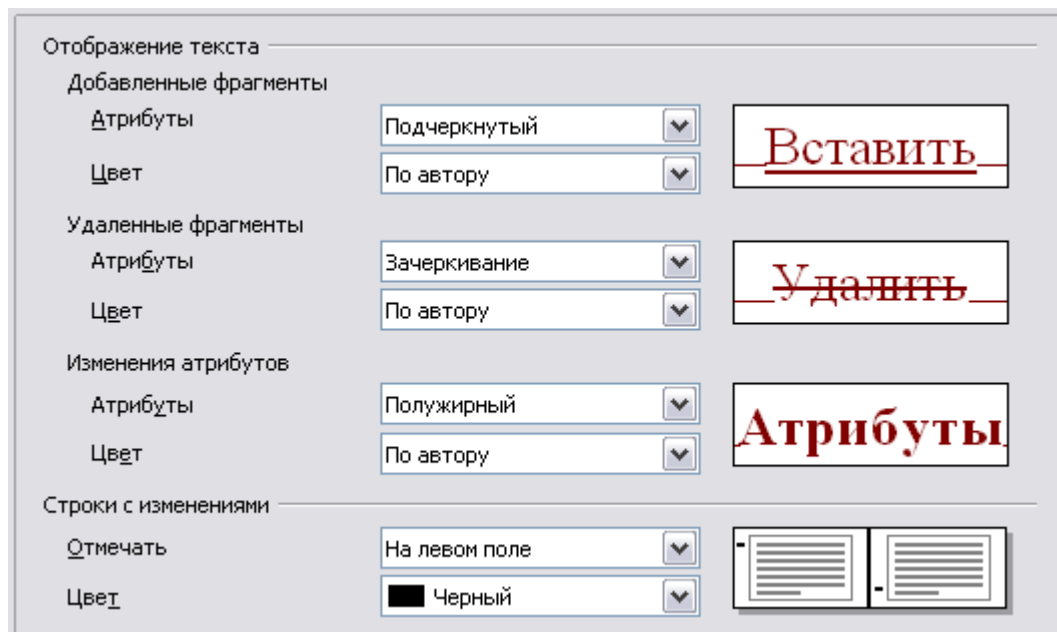 Отображение текста
Добавленные фрагменты
Атрибуты Подчеркнутый Вставить
Цвет По автору
Удаленные фрагменты
Атрибуты Зачеркивание Удалить
Цвет По автору
Изменения атрибутов
Атрибуты Полужирный Атрибуты
Цвет По автору
Строки с изменениями
Отмечать На левом поле
Цвет Черный